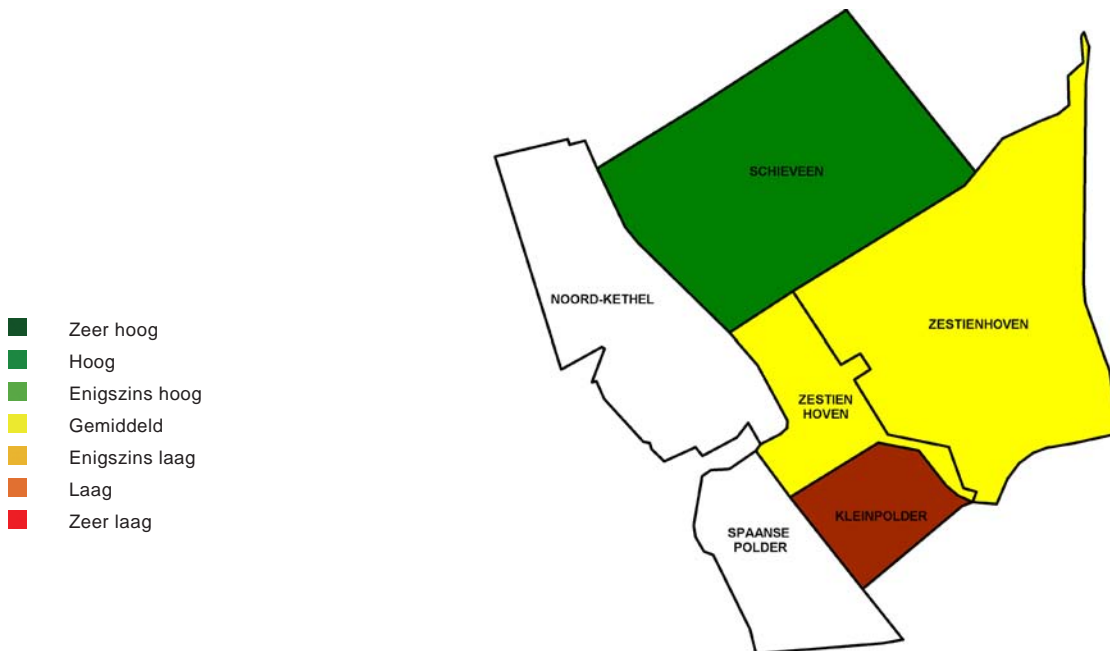 Zeer hoog
Hoog
Enigszins hoog
Gemiddeld
Enigszins laag
Laag
Zeer laag
SCHIEVEEN
NOORD-KETHEL
ZESTIENHOVEN
ZESTIEN
HOVEN
KLEINPOLDER
SPAANSE
POLDER